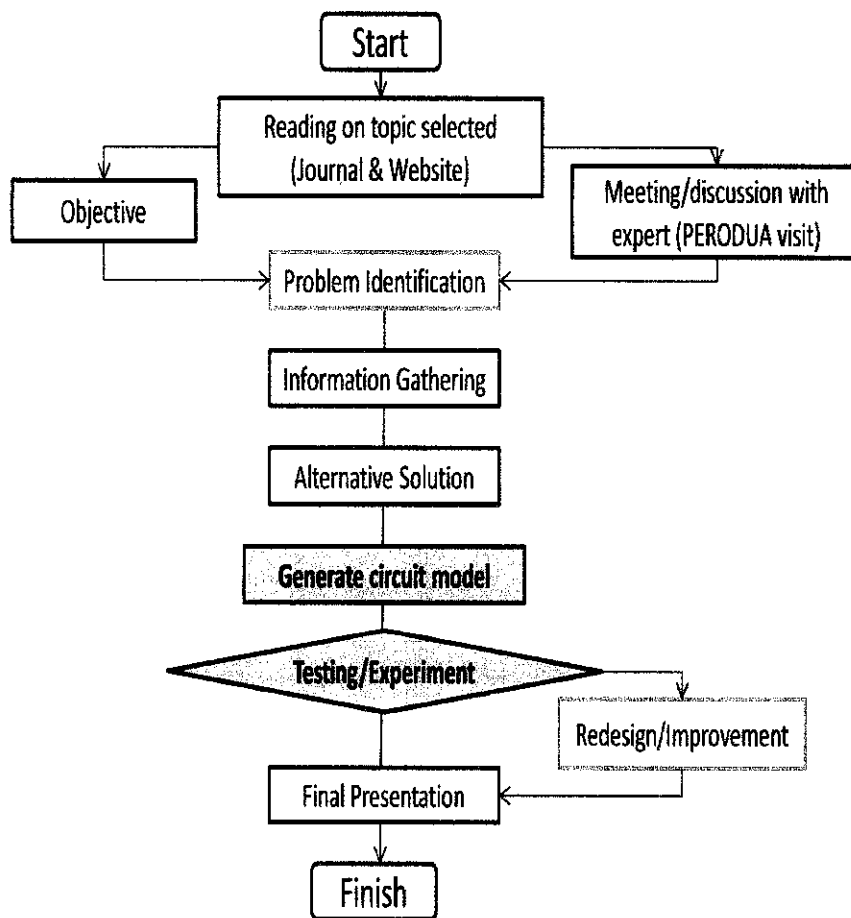 Start
Reading on topic selected
(Journal & Website)
Objective
Meeting/discussion with
expert (PERODUA visit)
Problem Identification
Information Gathering
Alternative Solution
Generate circuit model
Testing/Experiment
Redesign/Improvement
Final Presentation
Finish